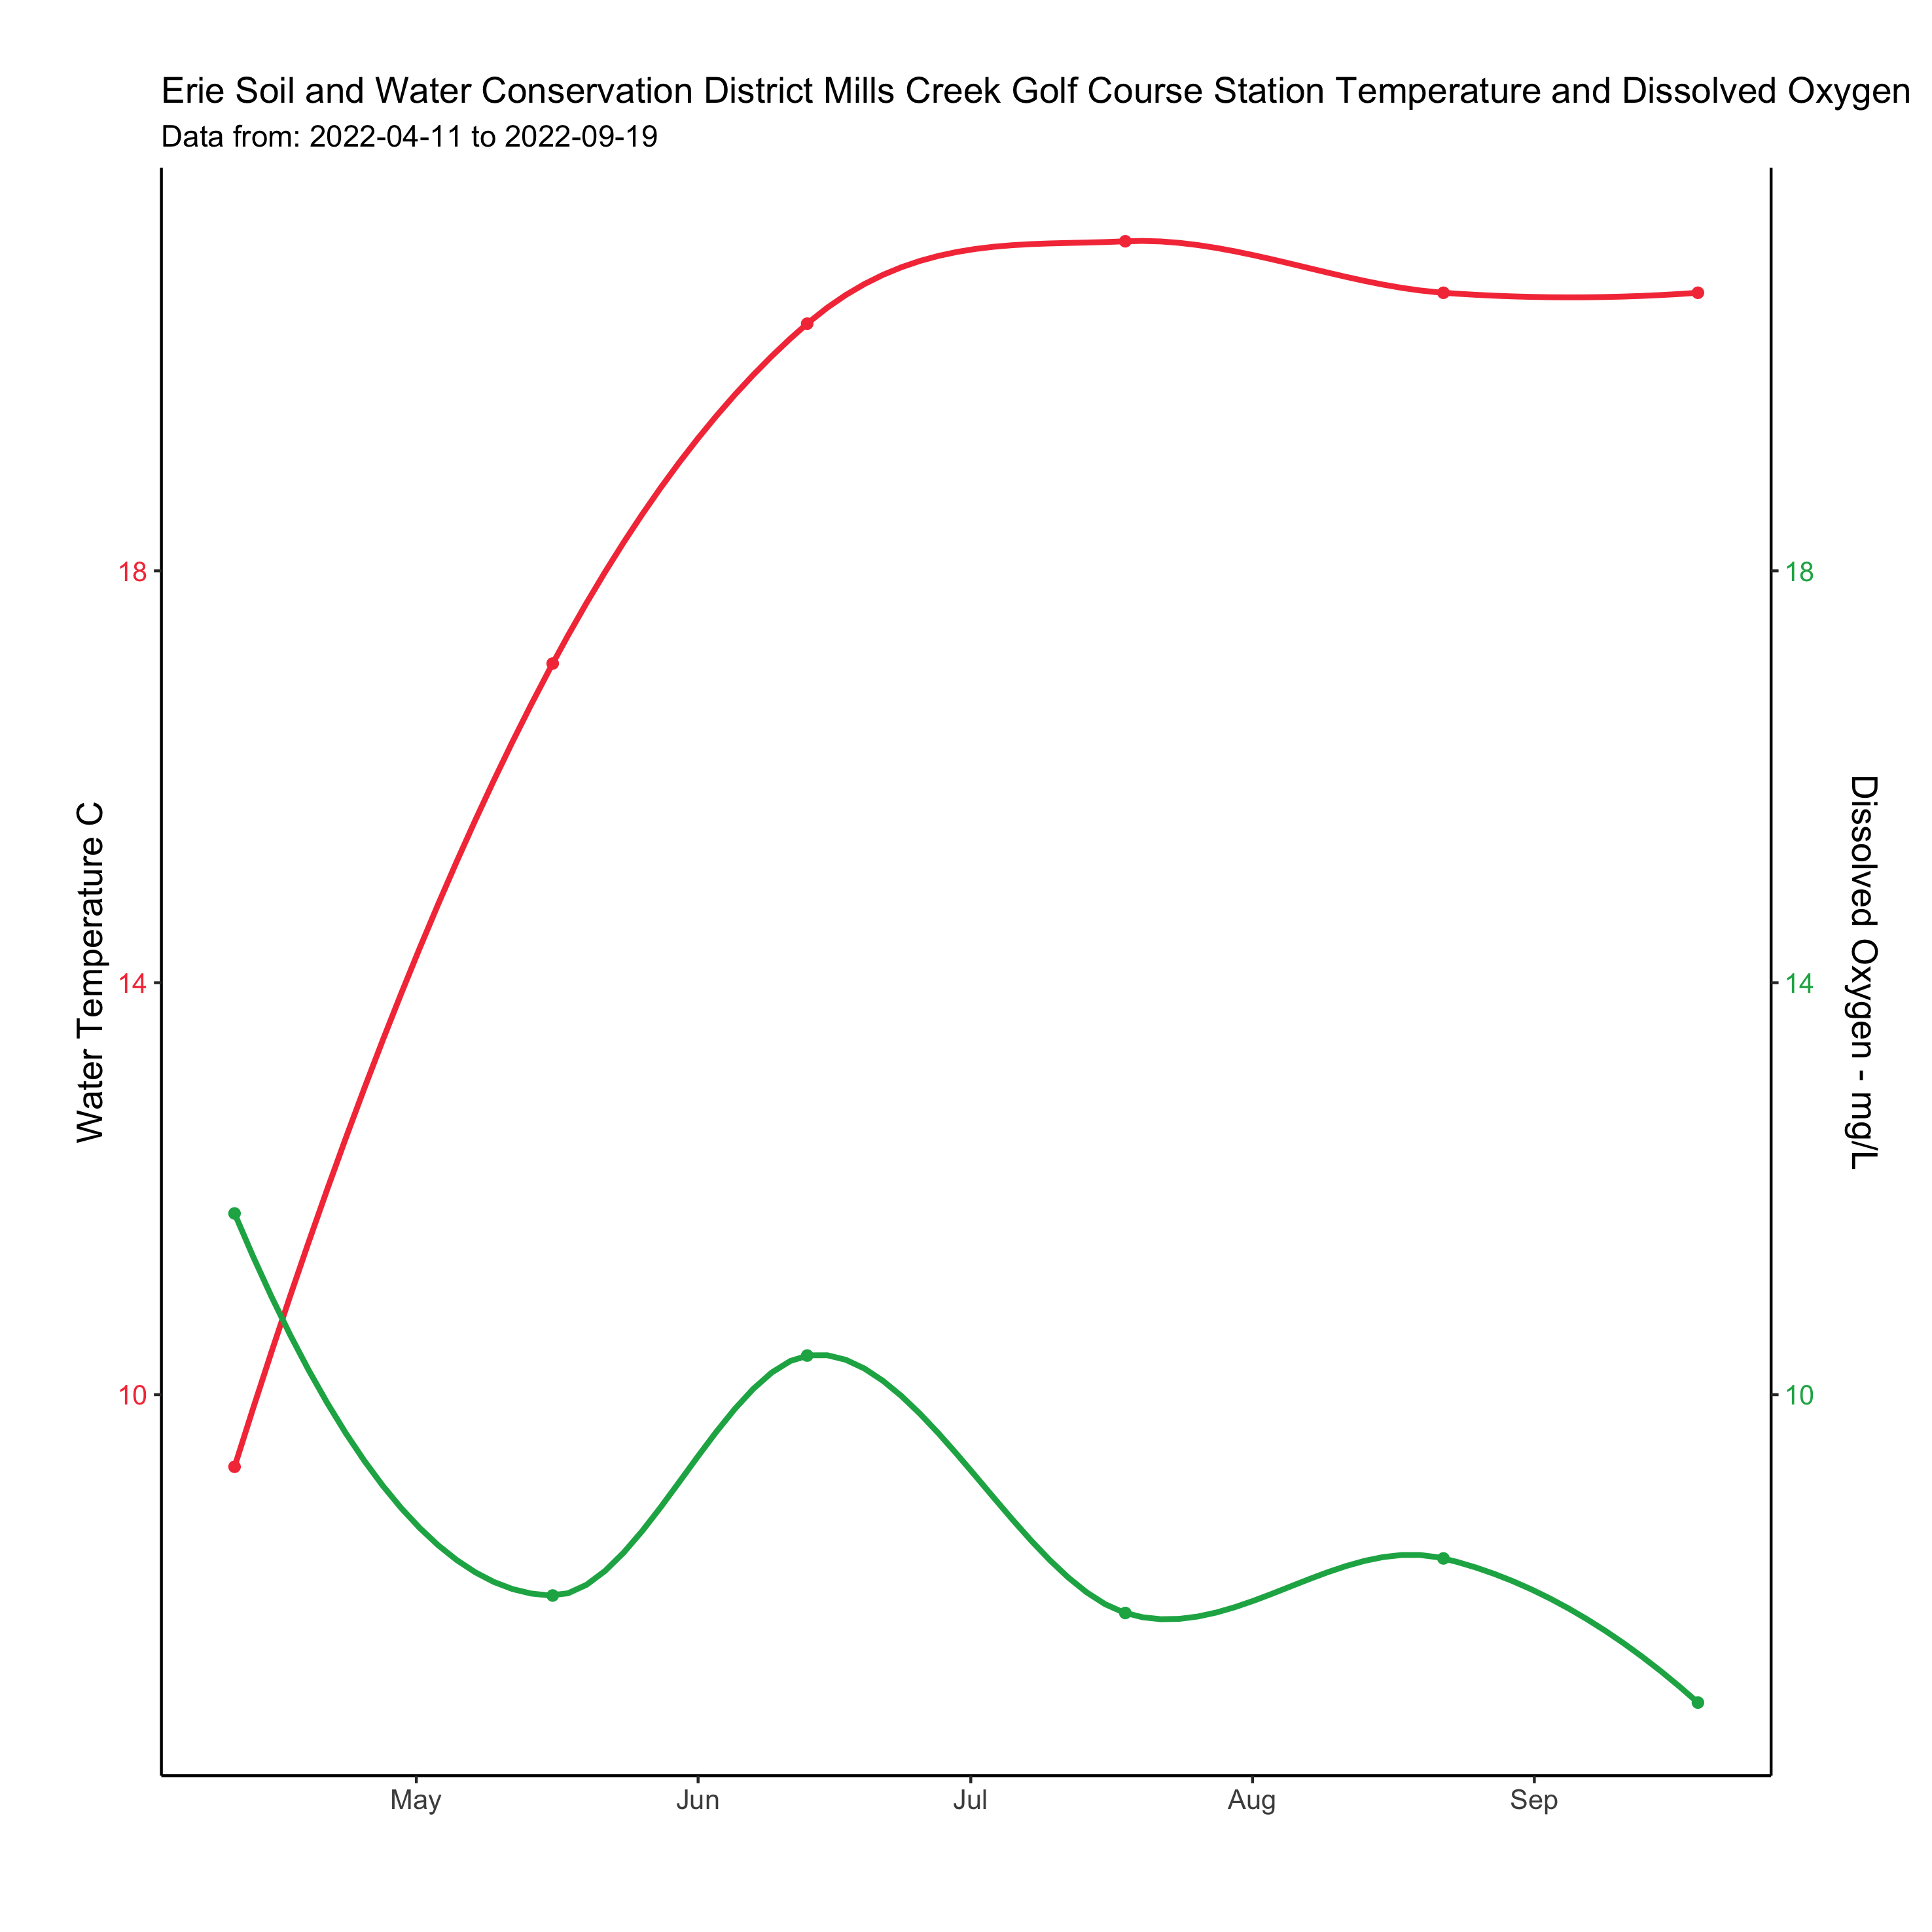 Erie Soil and Water Conservation District Mills Creek Golf Course Station Temperature and Dissolved Oxygen
Data from: 2022-04-11 to 2022-09-19
Water Temperature C
18
14
10
18
14
10
Dissolved Oxygen - mg/L
May Jun Jul Aug Sep